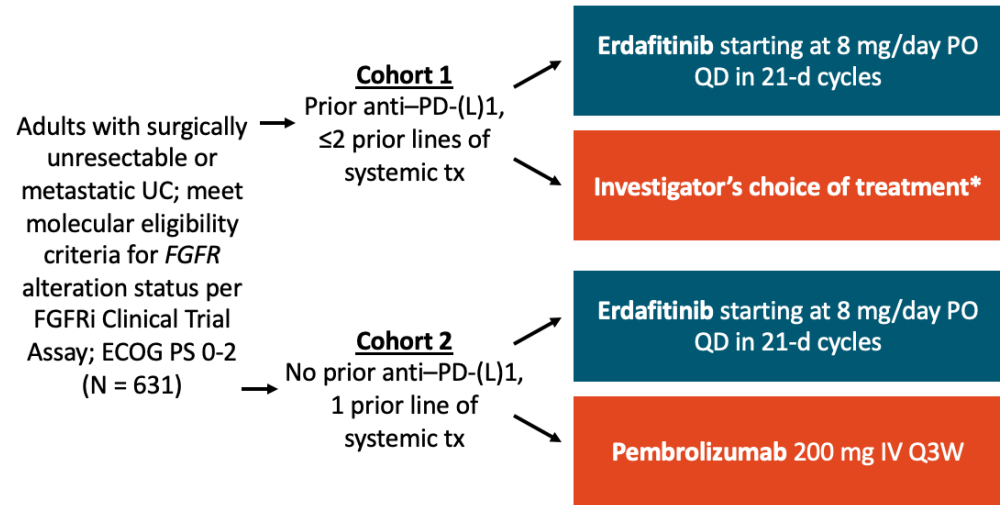 Adults with surgically
unresectable or
metastatic UC; meet
molecular eligibility
criteria for FGFR
alteration status per
FGFRi Clinical Trial
Assay; ECOG PS 0-2
(N = 631)
Cohort 1
Prior anti–PD-(L)1,
≤2 prior lines of
systemic tx
Erdafitinib starting at 8 mg/day PO
QD in 21-d cycles
Investigator’s choice of treatment*
Cohort 2
No prior anti–PD-(L)1,
1 prior line of
systemic tx
Erdafitinib starting at 8 mg/day PO
QD in 21-d cycles
Pembrolizumab 200 mg IV Q3W